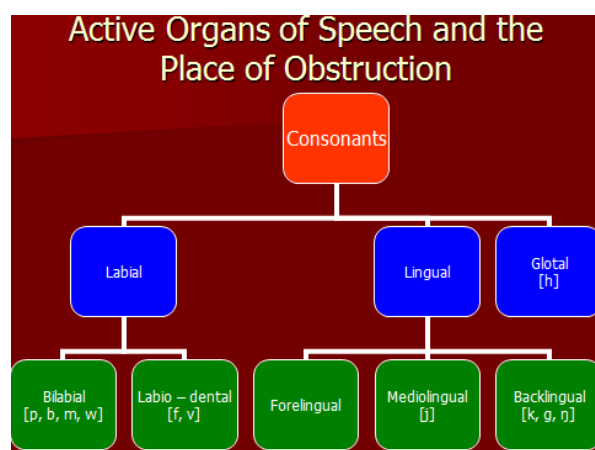 Active Organs of Speech and the
Place of Obstruction
Consonants
Labial
Lingual
Glotal
[h]
Bilabial
[p, b, m, w]
Labio – dental
[f, v]
Forelingual
Mediolingual
[j]
Backlingual
[k, g, ŋ]